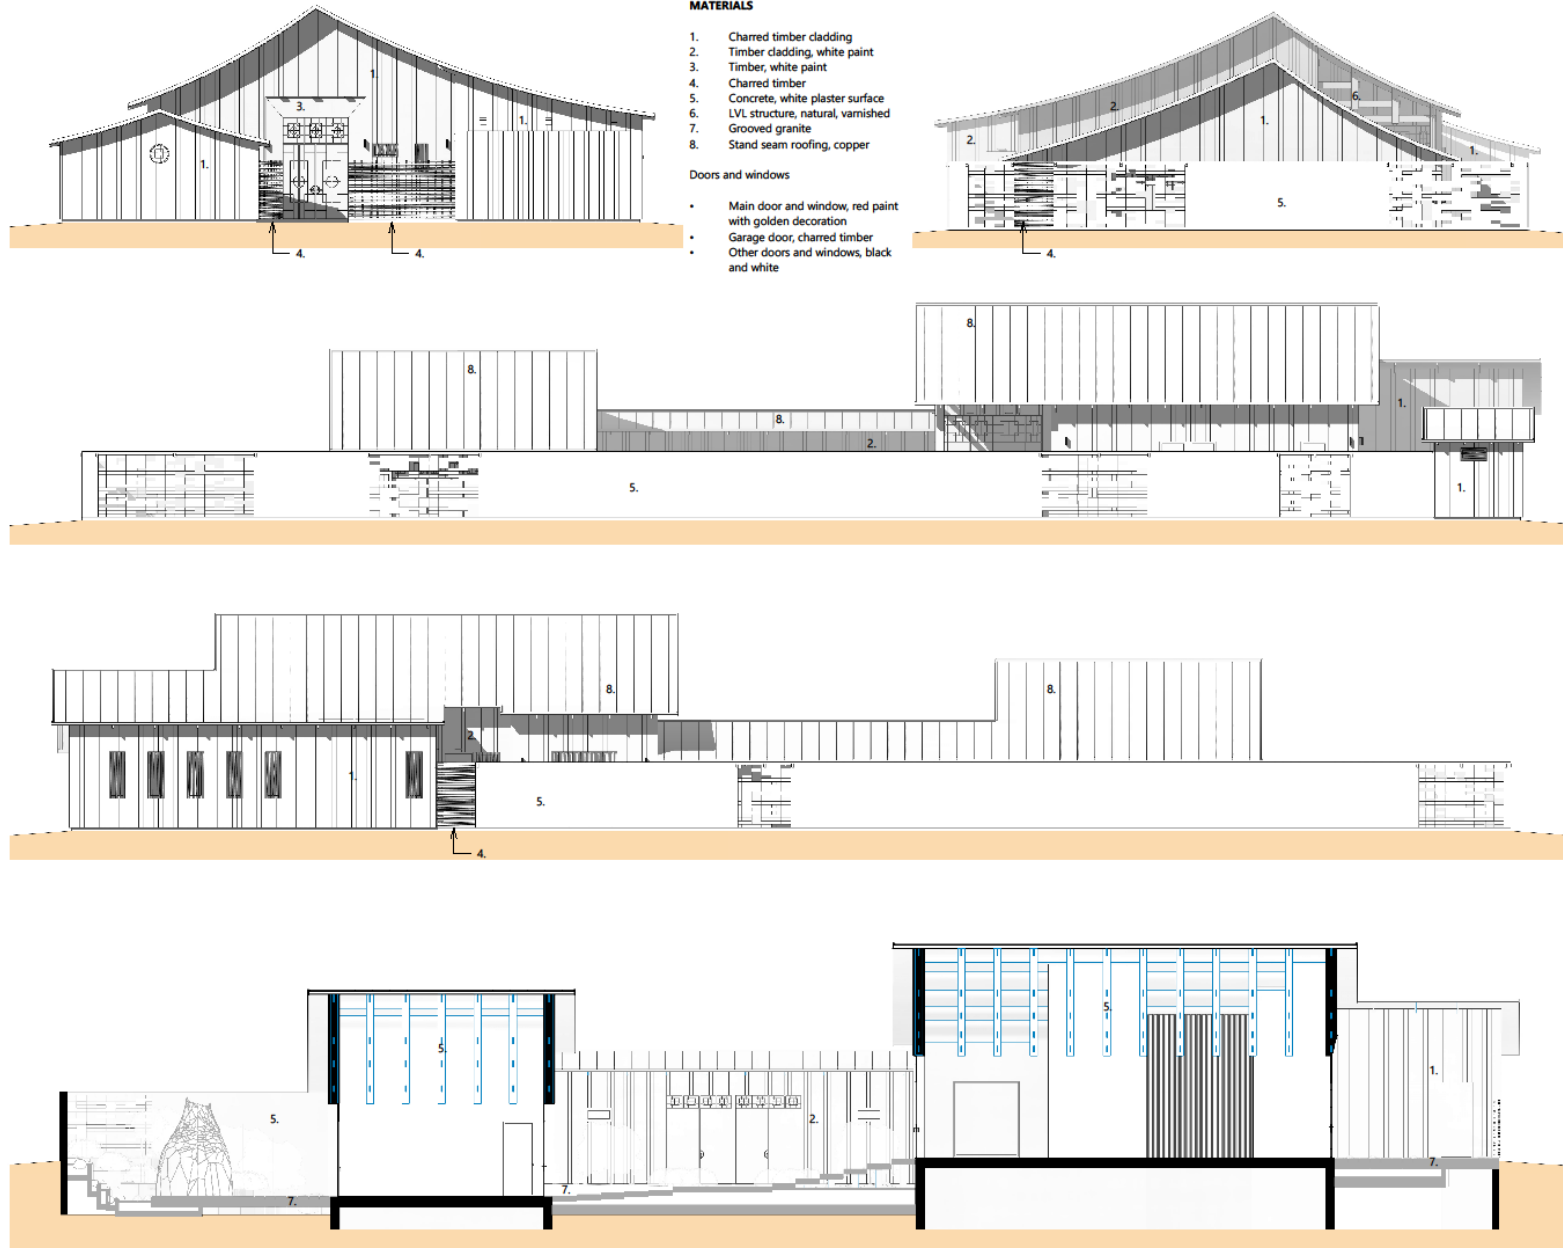 MATERIALS
1. Charred timber cladding
2. Timber cladding, white paint
3. Timber, white paint
4. Charred timber
5. Concrete, white plaster surface
6. LVL structure, natural, varnished
7. Grooved granite
8. Stand seam roofing, copper
Doors and windows
• Main door and window, red paint
with golden decoration
• Garage door, charred timber
• Other doors and windows, black
and white
1.
3.
1.
1.
4.
4.
2.
6.
1.
2.
1.
5.
4.
8.
8.
8.
1.
2.
5.
1.
8.
8.
2.
1.
5.
4.
5.
5.
1.
5.
2.
7.
7.
7.